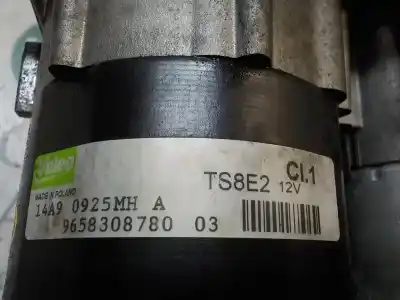 Valeo
MADE IN POLAND
TS8E2 12V Cl.1
14A9 0925MH A
9658308780 03